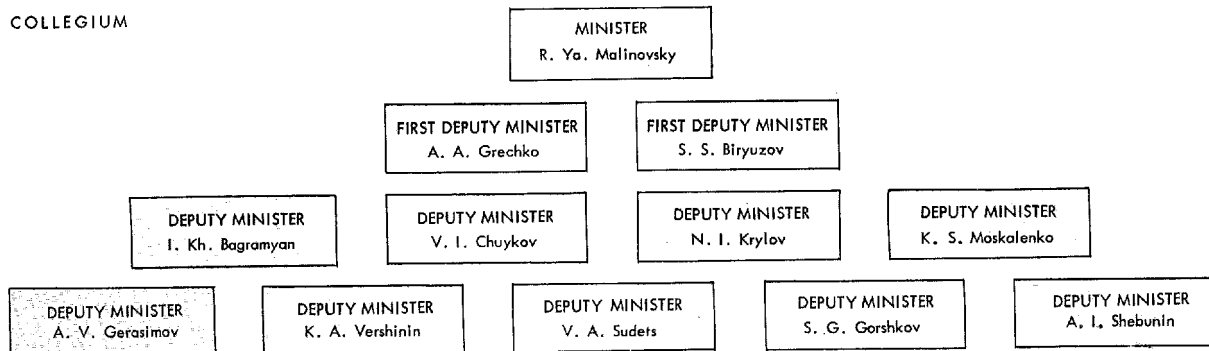 COLLEGIUM
MINISTER
R. Ya. Malinovsky
FIRST DEPUTY MINISTER
A. A. Grechko
FIRST DEPUTY MINISTER
S. S. Biryuzov
DEPUTY MINISTER
I. Kh. Bagramyan
DEPUTY MINISTER
V. I. Chuykov
DEPUTY MINISTER
N. I. Krylov
DEPUTY MINISTER
K. S. Moskalenko
DEPUTY MINISTER
A. V. Gerasimov
DEPUTY MINISTER
K. A. Vershinin
DEPUTY MINISTER
V. A. Sudets
DEPUTY MINISTER
S. G. Gorshkov
DEPUTY MINISTER
A. I. Shebunin